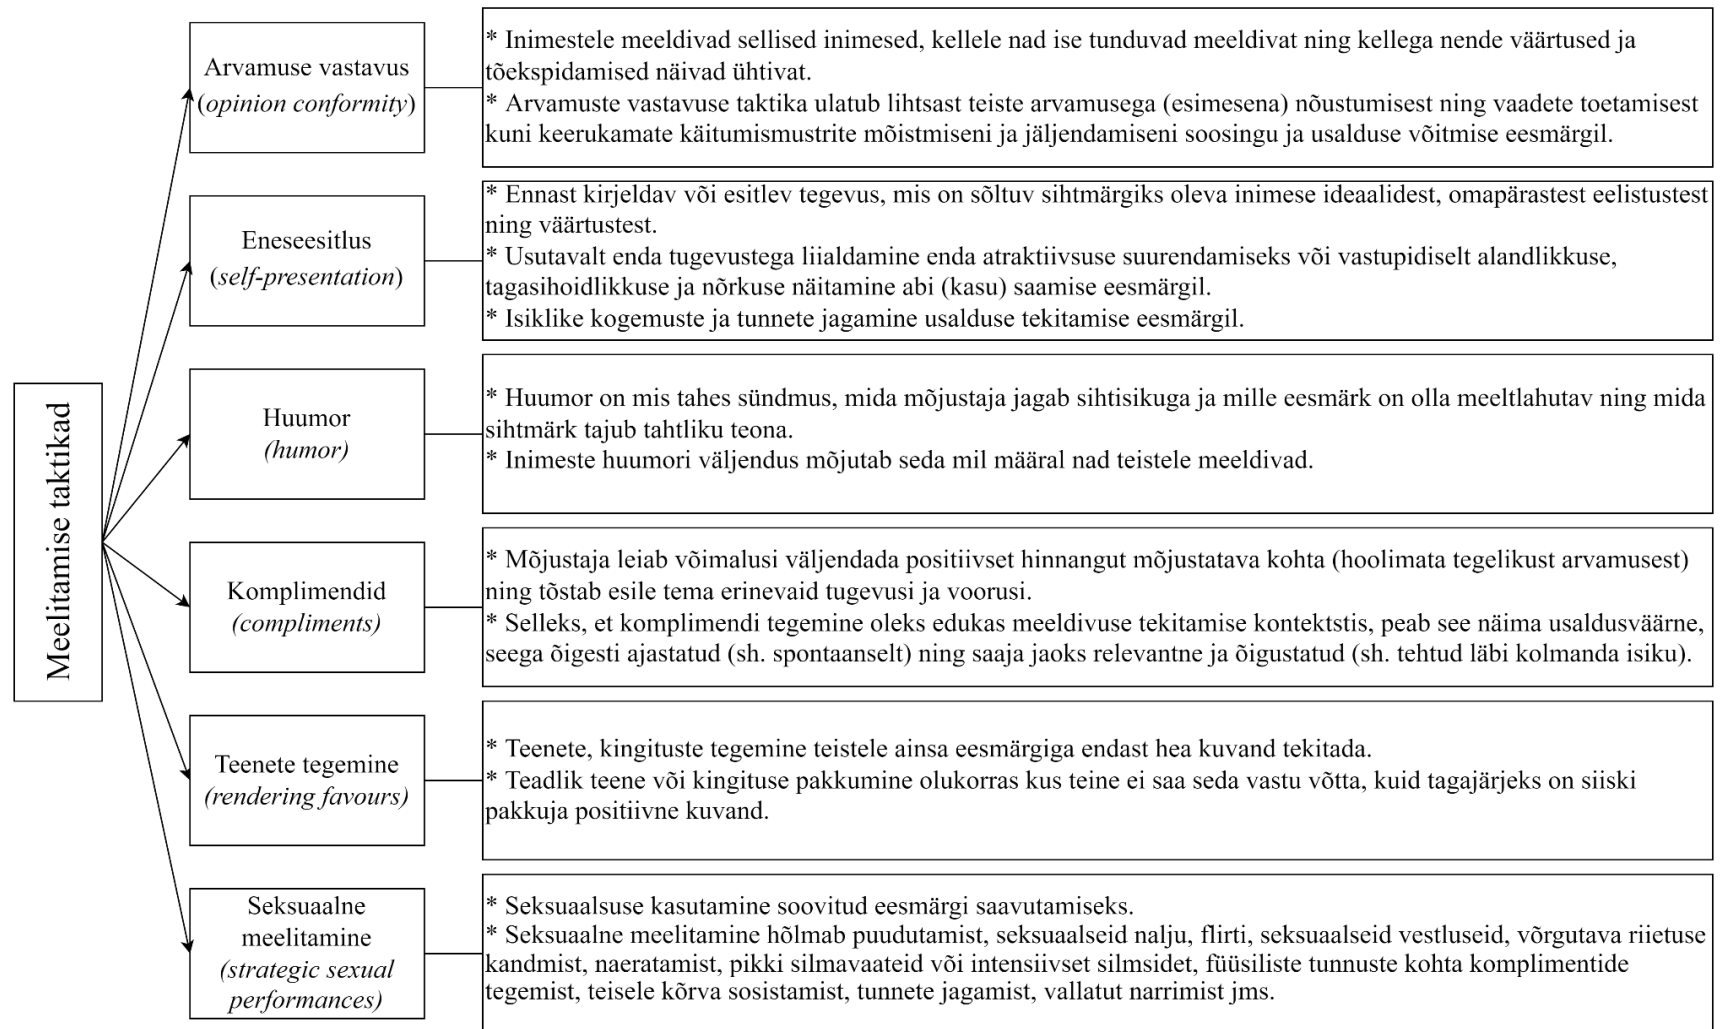 Meelitamise taktikad
Arvamuse vastavus
(opinion conformity)
* Inimestele meeldivad sellised inimesed, kellele nad ise tunduvad meeldivat ning kellega nende väärtused ja
tõekspidamised näivad ühtivat.
* Arvamuste vastavuse taktika ulatub lihtsast teiste arvamusega (esimesena) nõustumisest ning vaadete toetamisest
kuni keerukamate käitumismustrite mõistmiseni ja jäljendamiseni soosingu ja usalduse võitmise eesmärgil.
Eneseesitlus
(self-presentation)
* Ennast kirjeldav või esitlev tegevus, mis on sõltuv sihtmärgiks oleva inimese ideaalidest, omapärastest eelistustest
ning väärtustest.
* Usutavalt enda tugevustega liialdamine enda atraktiivsuse suurendamiseks või vastupidiselt alandlikkuse,
tagasihoidlikkuse ja nõrkuse näitamine abi (kasu) saamise eesmärgil.
* Isiklike kogemuste ja tunnete jagamine usalduse tekitamise eesmärgil.
Huumor
(humor)
* Huumor on mis tahes sündmus, mida mõjustaja jagab sihtisikuga ja mille eesmärk on olla meeltlahutav ning mida
sihtmärk tajub tahtliku teona.
* Inimeste huumori väljendus mõjutab seda mil määral nad teistele meeldivad.
Komplimendid
(compliments)
* Mõjustaja leiab võimalusi väljendada positiivset hinnangut mõjustatava kohta (hoolimata tegelikust arvamusest)
ning tõstab esile tema erinevaid tugevusi ja voorusi.
* Selleks, et komplimendi tegemine oleks edukas meeldivuse tekitamise kontektstis, peab see näima usaldusväärne,
seega õigesti ajastatud (sh. spontaanselt) ning saaja jaoks relevantne ja õigustatud (sh. tehtud läbi kolmanda isiku).
Teenete tegemine
(rendering favours)
* Teenete, kingituste tegemine teistele ainsa eesmärgiga endast hea kuvand tekitada.
* Teadlik teene või kingituse pakkumine olukorras kus teine ei saa seda vastu võtta, kuid tagajärjeks on siiski
pakkuja positiivne kuvand.
Seksuaalne
meelitamine
(strategic sexual
performances)
* Seksuaalsuse kasutamine soovitud eesmärgi saavutamiseks.
* Seksuaalne meelitamine hõlmab puudutamist, seksuaalseid nalju, flirti, seksuaalseid vestluseid, võrgutava riietuse
kandmist, naeratamist, pikki silmavaateid või intensiivset silmsidet, füüsiliste tunnuste kohta komplimentide
tegemist, teisele kõrva sosistamist, tunnete jagamist, vallatut narrimist jms.